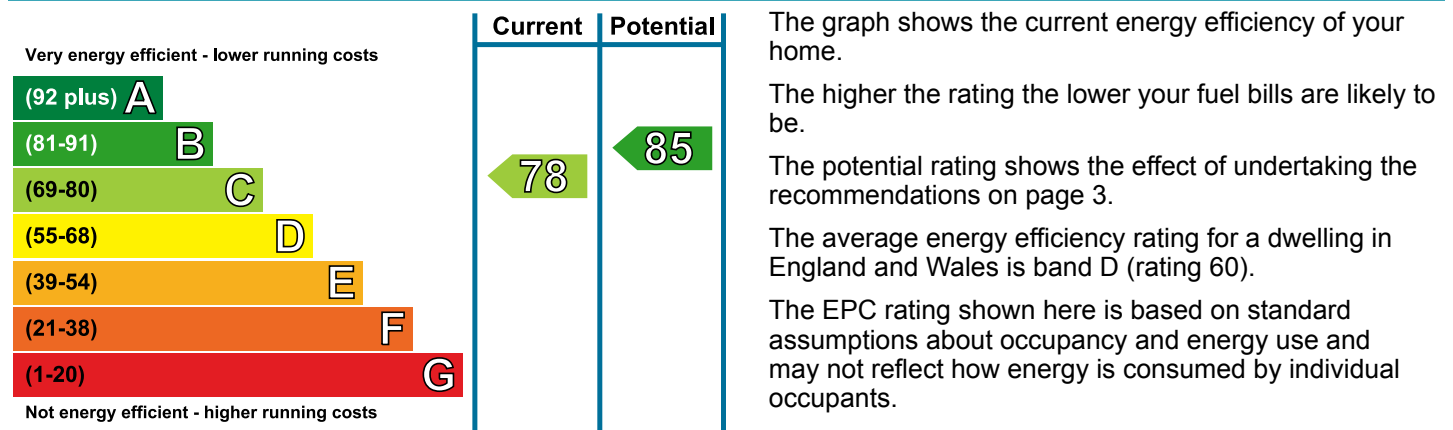 Current Potential
Very energy efficient - lower running costs
(92 plus) A
(81-91) B
(69-80) C
(55-68) D
(39-54) E
(21-38) F
(1-20) G
Not energy efficient - higher running costs
78
85
The graph shows the current energy efficiency of your
home.
The higher the rating the lower your fuel bills are likely to
be.
The potential rating shows the effect of undertaking the
recommendations on page 3.
The average energy efficiency rating for a dwelling in
England and Wales is band D (rating 60).
The EPC rating shown here is based on standard
assumptions about occupancy and energy use and
may not reflect how energy is consumed by individual
occupants.